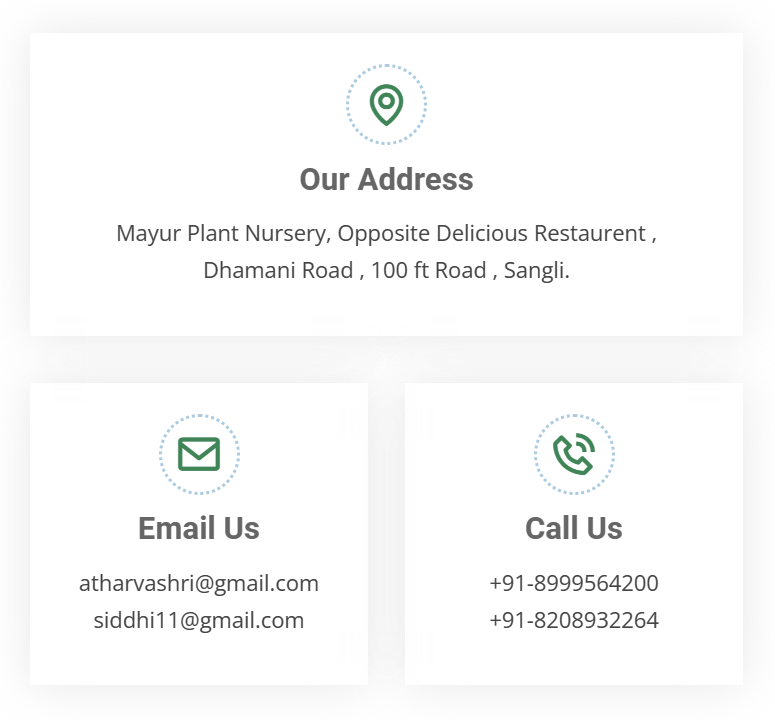 Our Address
Mayur Plant Nursery, Opposite Delicious Restaurent ,
Dhamani Road , 100 ft Road , Sangli.
Email Us
atharvashri@gmail.com
siddhi11@gmail.com
Call Us
+91-8999564200
+91-8208932264